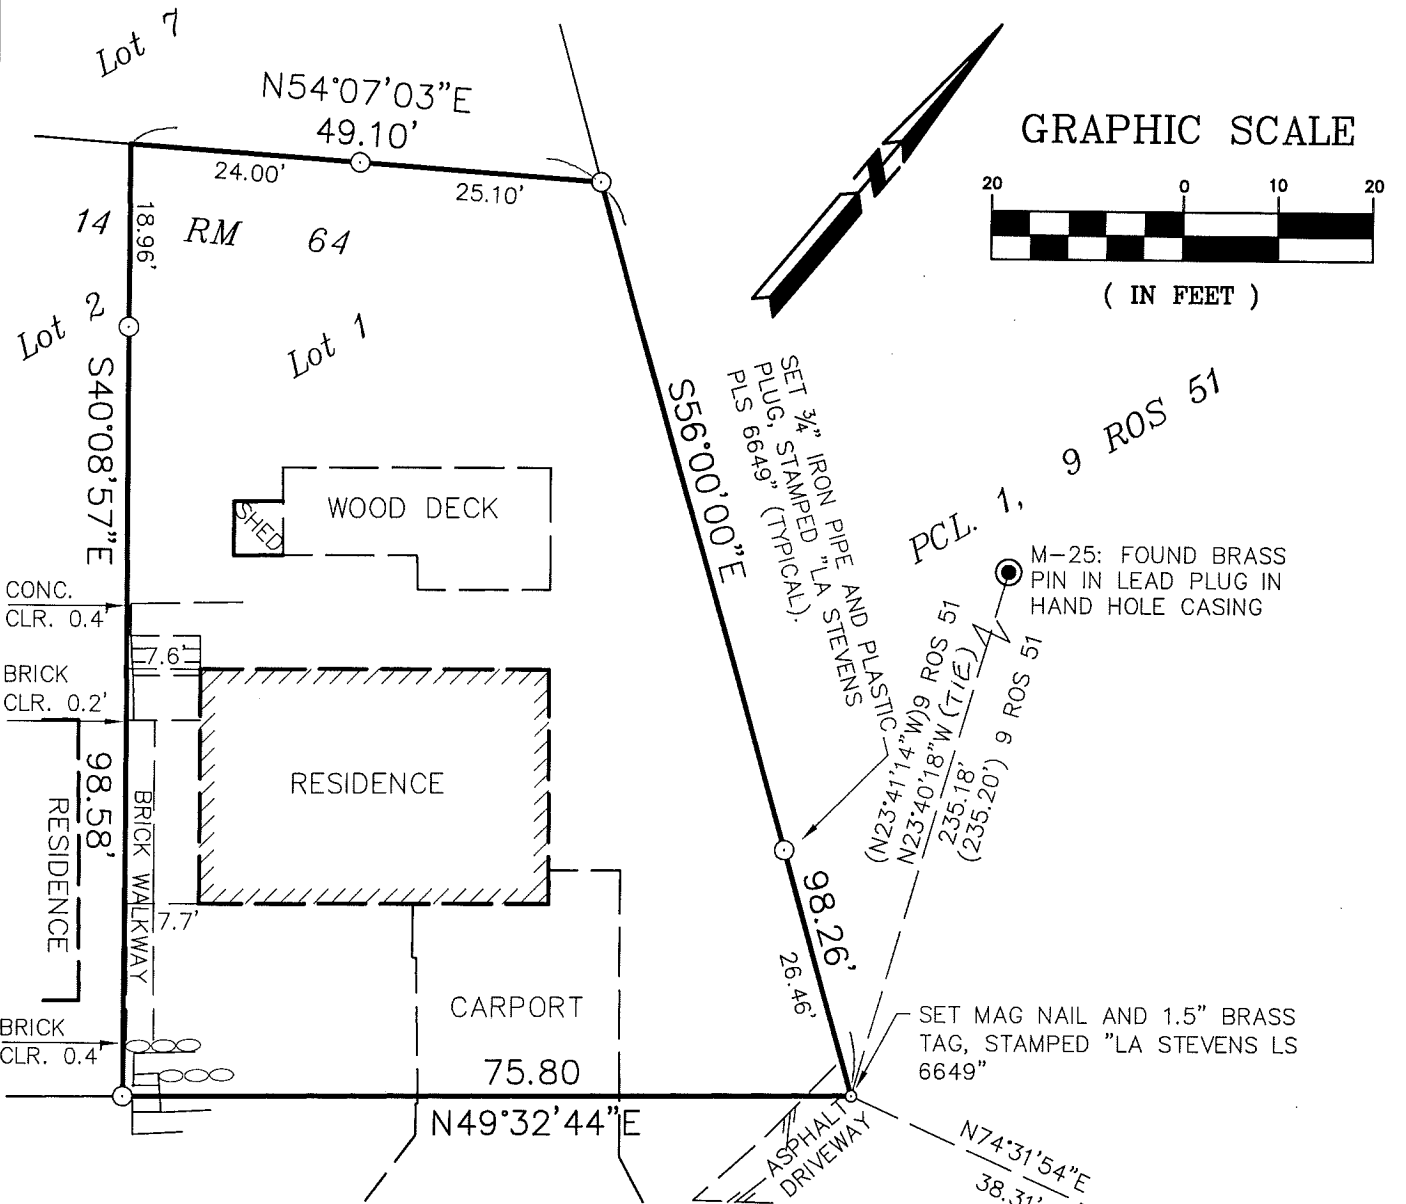 Lot 7
N54°07'03"E
49.10'
24.00'
25.10'
GRAPHIC SCALE
20 0 10 20
( IN FEET )
14 RM 64
18.96'
Lot 2
Lot 1
S40°08'57"E
98.58'
S56°00'00"E
98.26'
26.46'
SET ¾" IRON PIPE AND PLASTIC
PLUG, STAMPED "LA STEVENS
PLS 6649" (TYPICAL).
PCL. 1, 9 ROS 51
M-25: FOUND BRASS
PIN IN LEAD PLUG IN
HAND HOLE CASING
(N23°41'14"W)9 ROS 51
N23°40'18"W (TIE)
235.18'
(235.20') 9 ROS 51
SHED
WOOD DECK
CONC.
CLR. 0.4'
7.6'
BRICK
CLR. 0.2'
RESIDENCE
RESIDENCE
BRICK WALKWAY
7.7'
CARPORT
BRICK
CLR. 0.4'
75.80
N49°32'44"E
SET MAG NAIL AND 1.5" BRASS
TAG, STAMPED "LA STEVENS LS
6649"
ASPHALT
DRIVEWAY
N74°31'54"E
38.31'